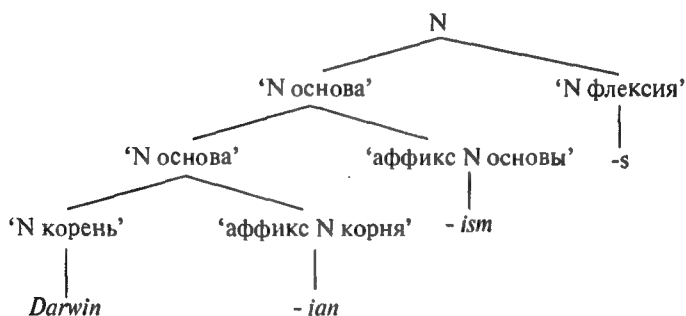 N
‘N основа’ ‘N флексия’
‘N основа’ ‘аффикс N основы’ -s
‘N корень’ ‘аффикс N корня’ - ism
Darwin - ian